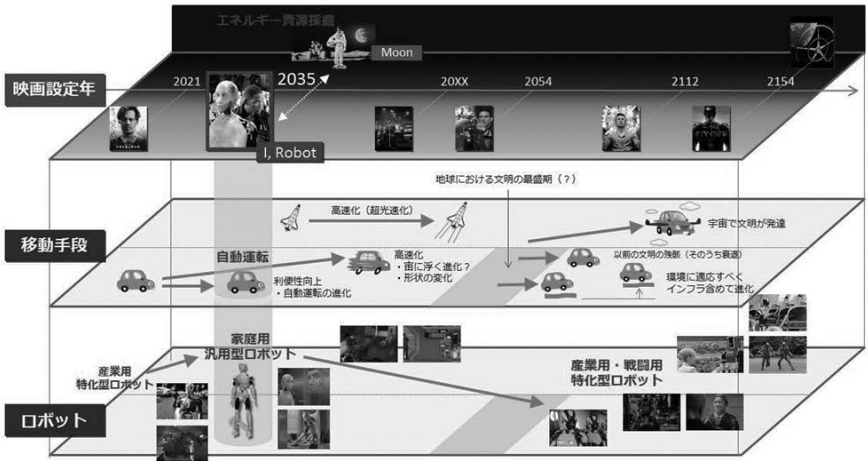 エネルギー資源採掘
Moon
映画設定年
2021
2035
20XX
2054
2112
2154
I, Robot
地球における文明の最盛期(?)
移動手段
高速化(超光速化)
宇宙で文明が発達
自動運転
高速化
・宙に浮く進化?
・形状の変化
以前の文明の残骸(そのうち衰退)
利便性向上
・自動運転の進化
環境に適応すべく
インフラ含めて進化
家庭用
汎用型ロボット
産業用
特化型ロボット
産業用・戦闘用
特化型ロボット
ロボット